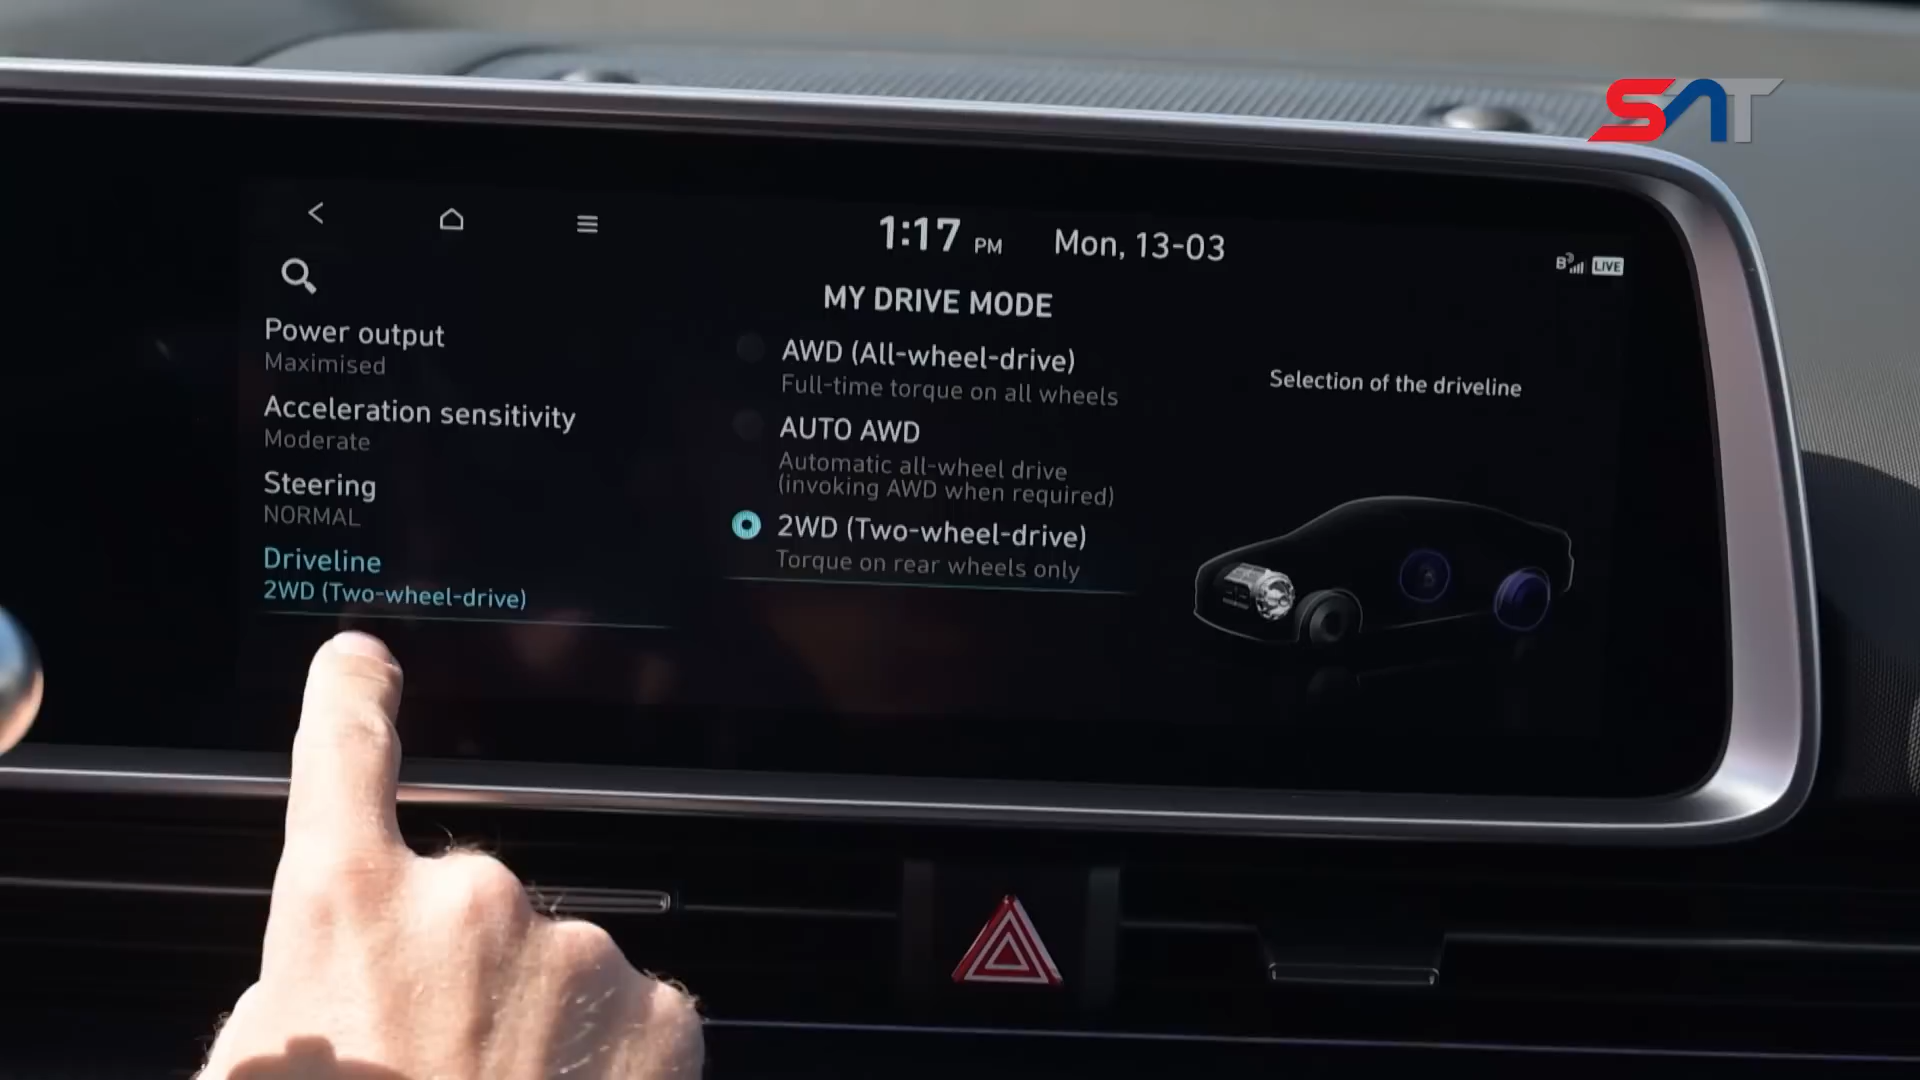 SAT
1:17 PM Mon, 13-03
LIVE
MY DRIVE MODE
Power output
Maximised
Acceleration sensitivity
Moderate
Steering
NORMAL
Driveline
2WD (Two-wheel-drive)
AWD (All-wheel-drive)
Full-time torque on all wheels
AUTO AWD
Automatic all-wheel drive
(invoking AWD when required)
2WD (Two-wheel-drive)
Torque on rear wheels only
Selection of the driveline